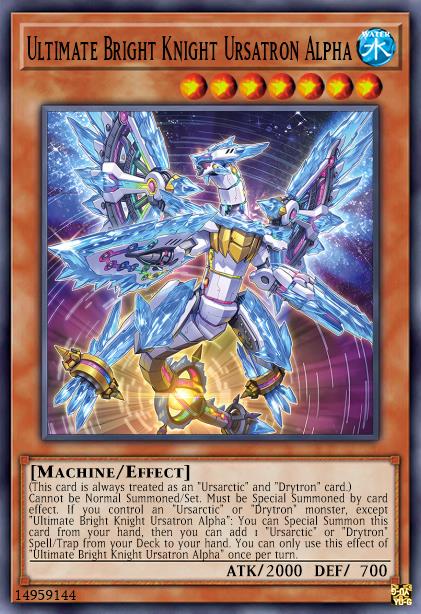 ULTIMATE BRIGHT KNIGHT URSATRON ALPHA
WATER
水
[MACHINE/EFFECT]
(This card is always treated as an "Ursarctic" and "Drytron" card.)
Cannot be Normal Summoned/Set. Must be Special Summoned by card
effect. If you control an "Ursarctic" or "Drytron" monster, except
"Ultimate Bright Knight Ursatron Alpha": You can Special Summon this
card from your hand, then you can add 1 "Ursarctic" or "Drytron"
Spell/Trap from your Deck to your hand. You can only use this effect of
"Ultimate Bright Knight Ursatron Alpha" once per turn.
ATK/2000 DEF/ 700
14959144